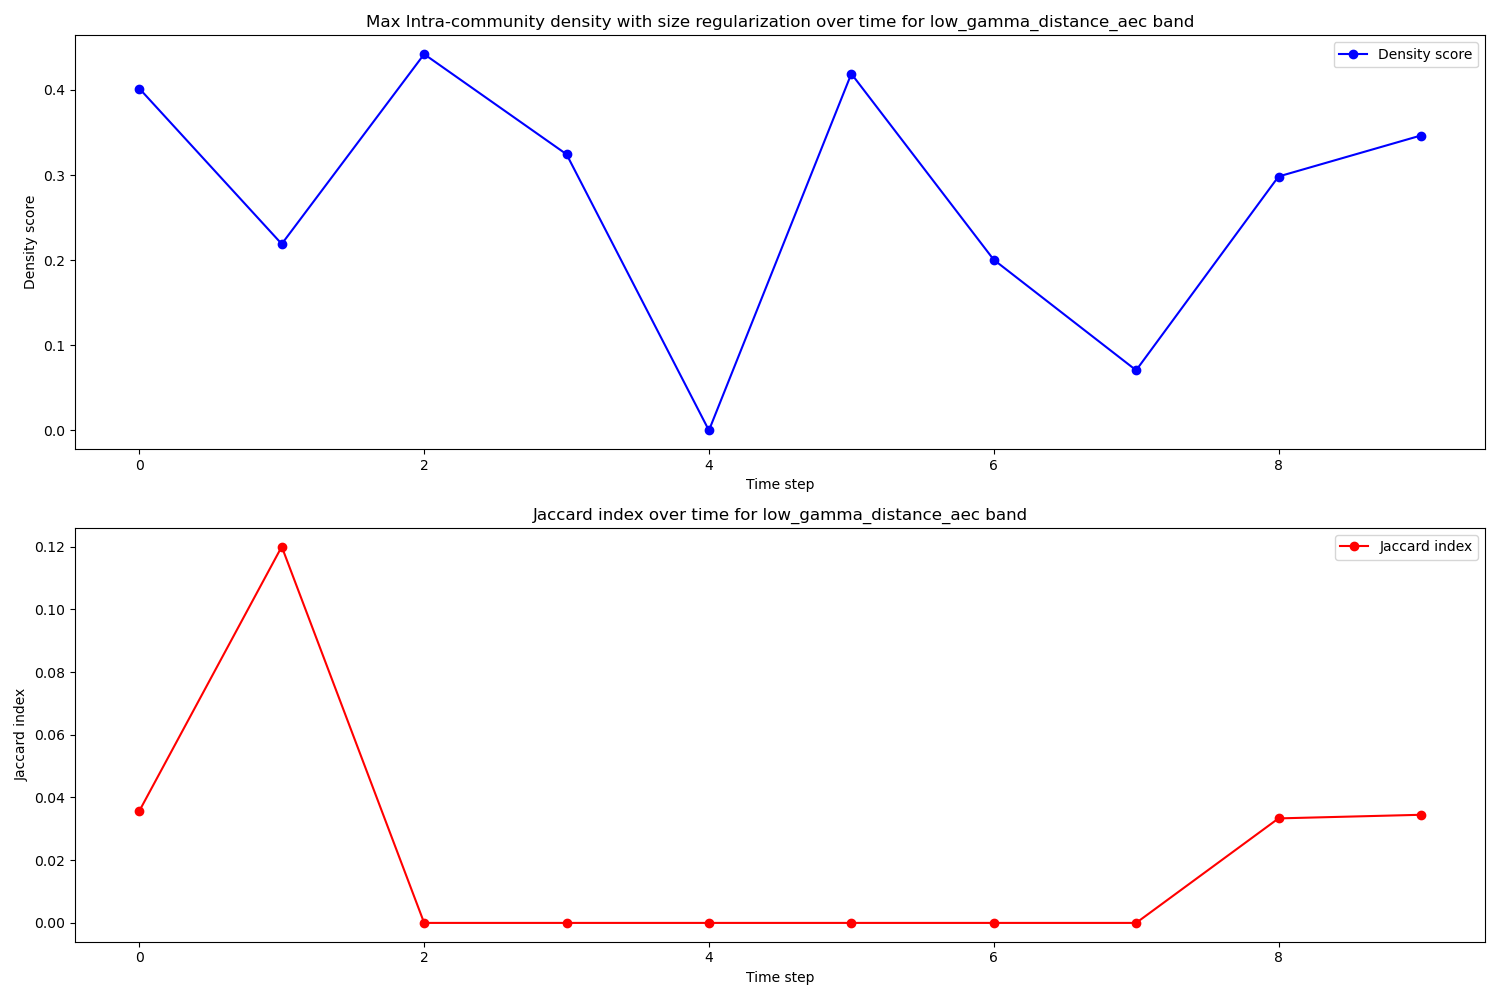 Max Intra-community density with size regularization over time for low_gamma_distance_aec band
Density score
0.4
0.3
0.2
0.1
0.0
Density score
0 2 4 6 8
Time step
Jaccard index over time for low_gamma_distance_aec band
Jaccard index
0.12
0.10
0.08
0.06
0.04
0.02
0.00
Jaccard index
0 2 4 6 8
Time step